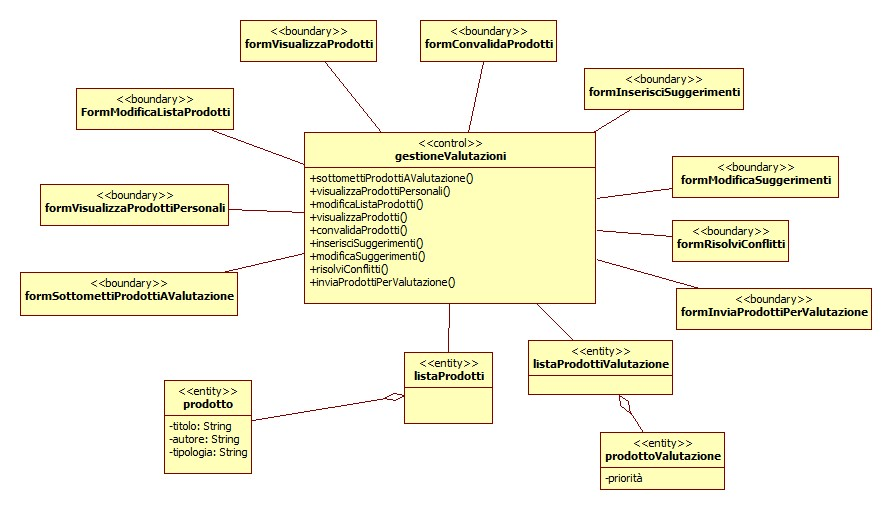 <<boundary>>
formVisualizzaProdotti
<<boundary>>
formConvalidaProdotti
<<boundary>>
formInserisciSuggerimenti
<<boundary>>
FormModificaListaProdotti
<<control>>
gestioneValutazioni
+sottomettiProdottiAValutazione()
+visualizzaProdottiPersonali()
+modificaListaProdotti()
+visualizzaProdotti()
+convalidaProdotti()
+inserisciSuggerimenti()
+modificaSuggerimenti()
+risolviConflitti()
+inviaProdottiPerValutazione()
<<boundary>>
formModificaSuggerimenti
<<boundary>>
formVisualizzaProdottiPersonali
<<boundary>>
formRisolviConflitti
<<boundary>>
formSottomettiProdottiAValutazione
<<boundary>>
formInviaProdottiPerValutazione
<<entity>>
listaProdotti
<<entity>>
listaProdottiValutazione
<<entity>>
prodotto
-titolo: String
-autore: String
-tipologia: String
<<entity>>
prodottoValutazione
-priorità